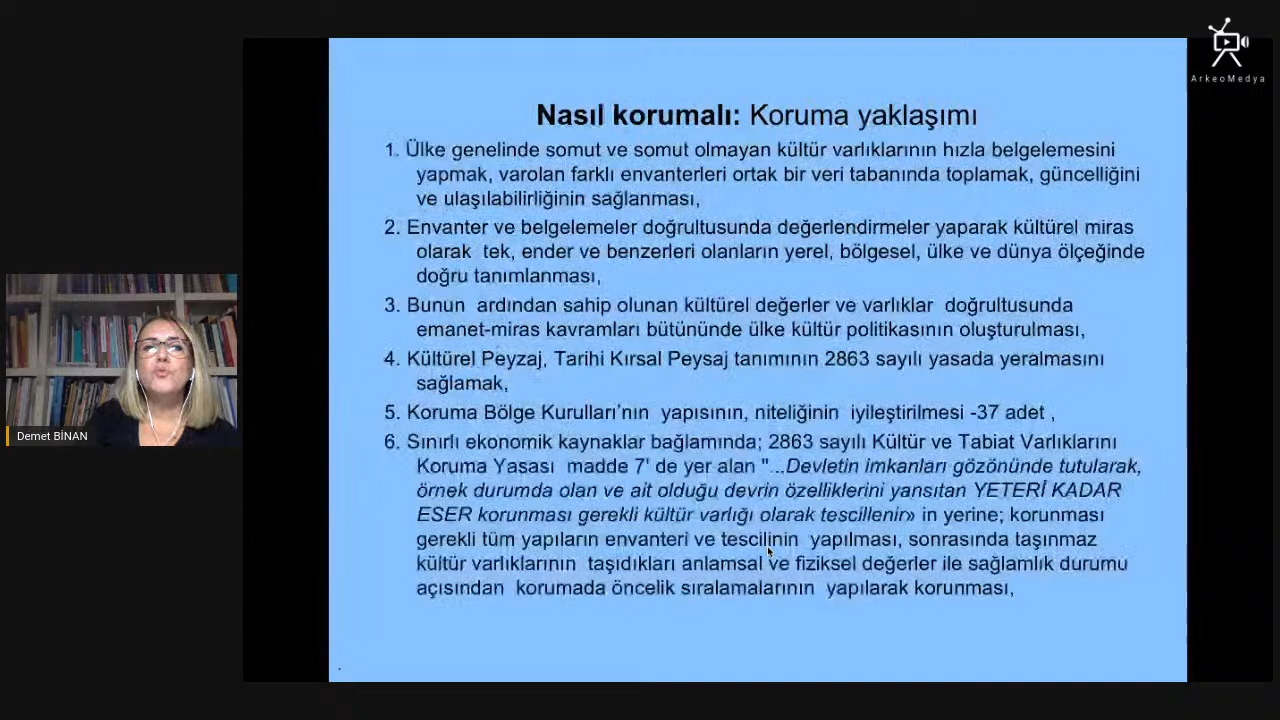 ArkeoMedya
Nasıl korumalı: Koruma yaklaşımı
1. Ülke genelinde somut ve somut olmayan kültür varlıklarının hızla belgelemesini
yapmak, varolan farklı envanterleri ortak bir veri tabanında toplamak, güncelliğini
ve ulaşılabilirliğinin sağlanması,
2. Envanter ve belgelemeler doğrultusunda değerlendirmeler yaparak kültürel miras
olarak tek, ender ve benzerleri olanların yerel, bölgesel, ülke ve dünya ölçeğinde
doğru tanımlanması,
3. Bunun ardından sahip olunan kültürel değerler ve varlıklar doğrultusunda
emanet-miras kavramları bütününde ülke kültür politikasının oluşturulması,
4. Kültürel Peyzaj, Tarihi Kırsal Peysaj tanımının 2863 sayılı yasada yeralmasını
sağlamak,
5. Koruma Bölge Kurulları’nın yapısının, niteliğinin iyileştirilmesi -37 adet ,
6. Sınırlı ekonomik kaynaklar bağlamında; 2863 sayılı Kültür ve Tabiat Varlıklarını
Koruma Yasası madde 7' de yer alan "...Devletin imkanları gözönünde tutularak,
örnek durumda olan ve ait olduğu devrin özelliklerini yansıtan YETERİ KADAR
ESER korunması gerekli kültür varlığı olarak tescillenir» in yerine; korunması
gerekli tüm yapıların envanteri ve tescilinin yapılması, sonrasında taşınmaz
kültür varlıklarının taşıdıkları anlamsal ve fiziksel değerler ile sağlamlık durumu
açısından korumada öncelik sıralamalarının yapılarak korunması,
.
Demet BİNAN